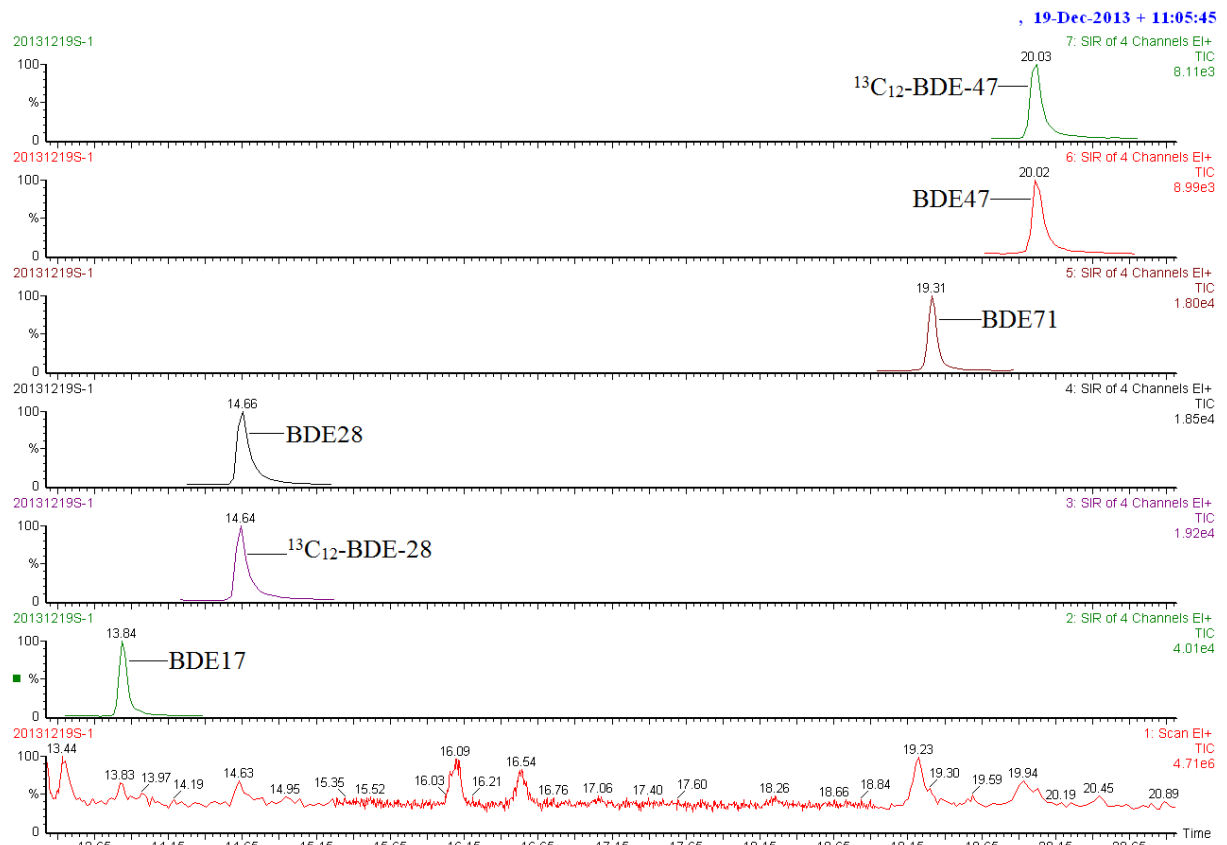 , 19-Dec-2013 + 11:05:45
20131219S-1
7: SIR of 4 Channels EI+
TIC
8.11e3
100
%
0
20.03
¹³C₁₂-BDE-47
20131219S-1
6: SIR of 4 Channels EI+
TIC
8.99e3
100
%
0
20.02
BDE47
20131219S-1
5: SIR of 4 Channels EI+
TIC
1.80e4
100
%
0
19.31
BDE71
20131219S-1
4: SIR of 4 Channels EI+
TIC
1.85e4
100
%
0
14.66
BDE28
20131219S-1
3: SIR of 4 Channels EI+
TIC
1.92e4
100
%
0
14.64
¹³C₁₂-BDE-28
20131219S-1
2: SIR of 4 Channels EI+
TIC
4.01e4
100
%
0
13.84
BDE17
20131219S-1
1: Scan EI+
TIC
4.71e6
100
%
0
13.44 13.83 13.97 14.19 14.63 14.95 15.35 15.52 16.03 16.09 16.21 16.54 16.76 17.06 17.40 17.60 18.26 18.66 18.84 19.23 19.30 19.59 19.94 20.19 20.45 20.89
Time